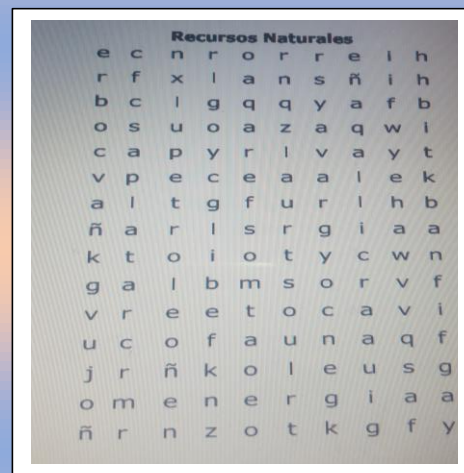 Recursos Naturales
e c n r o r r e i h
r f x l a n s ñ i h
b c l g q q y a f b
o s u o a z a q w i
c a p y r l v a y t
v p e c e a a l e k
a l t g f u r l h b
ñ a r l s r g i a a
k t o i o t y c w n
g a l b m s o r v f
v r e e t o c a v i
u c o f a u n a q f
j r ñ k o l e u s g
o m e n e r g i a a
ñ r n z o t k g f y